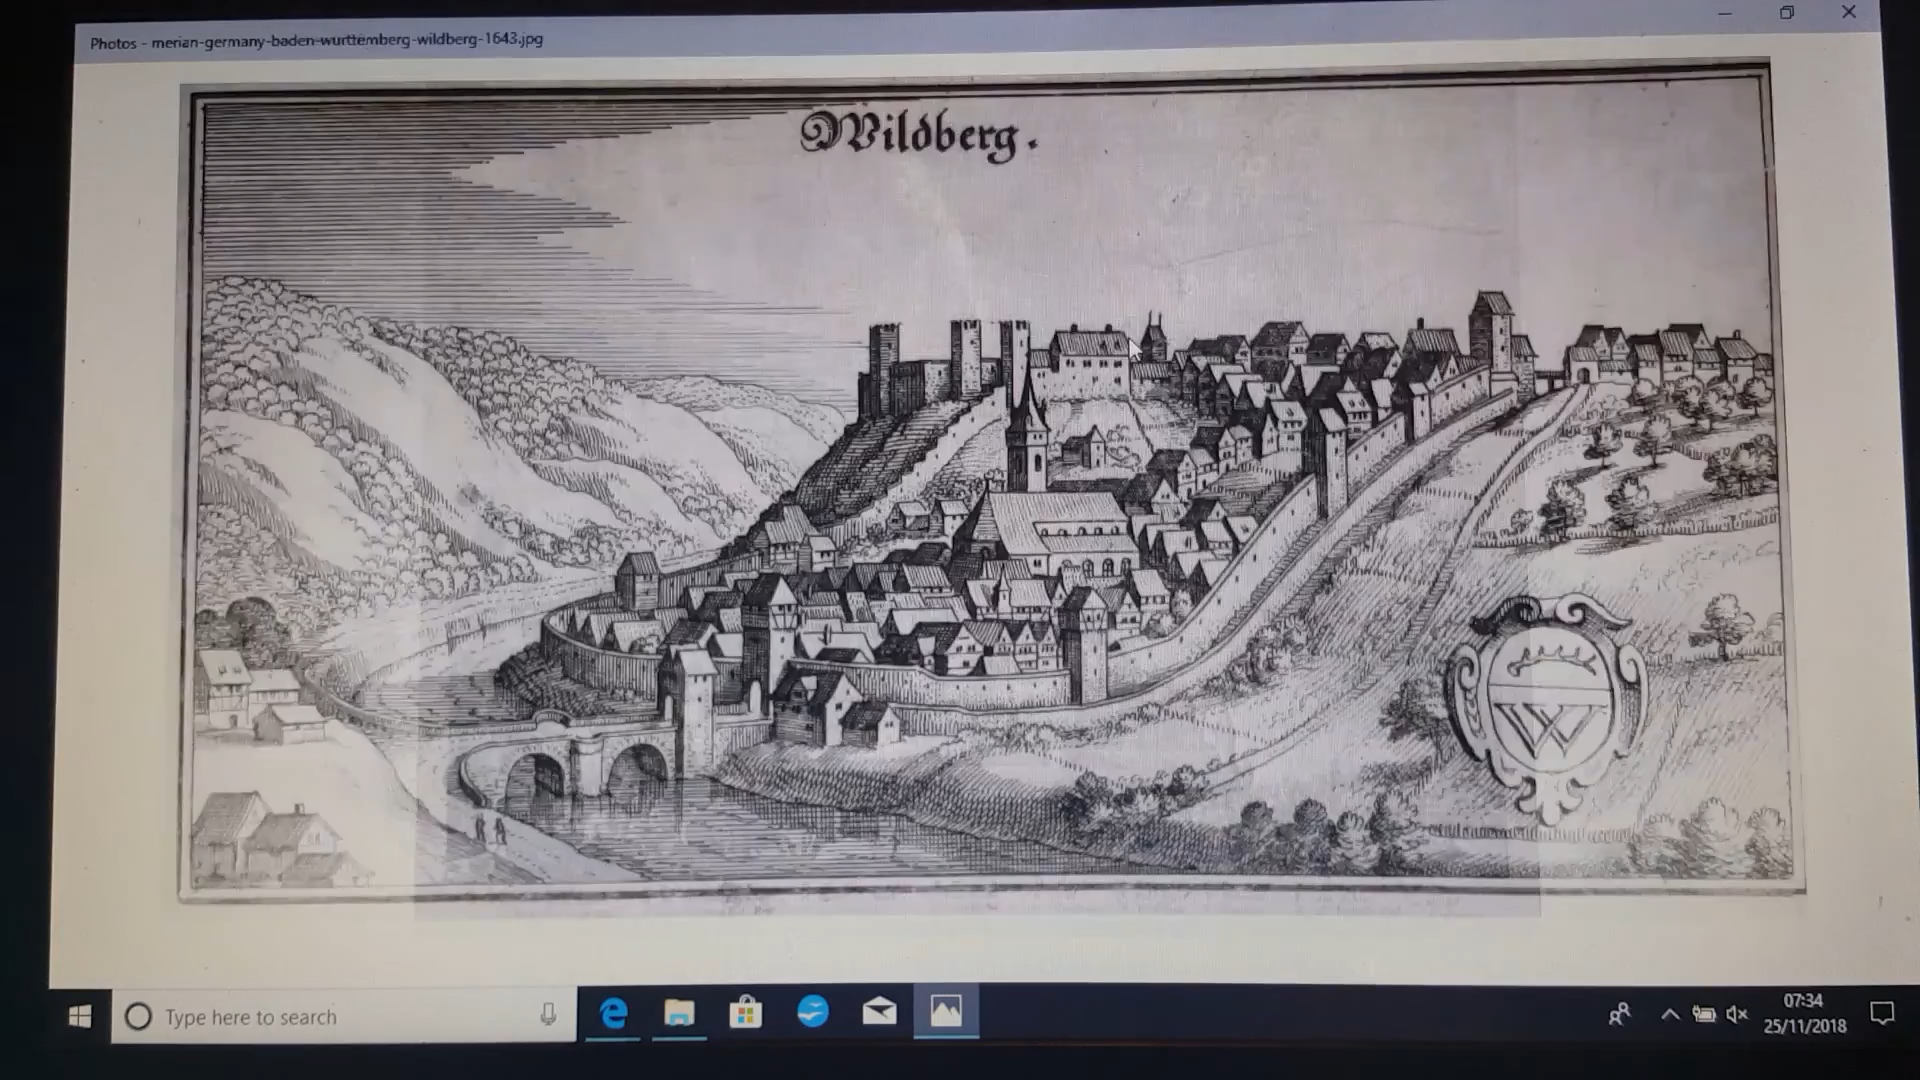 Photos - merian-germany-baden-wurttemberg-wildberg-1643.jpg
Wildberg.
W
Type here to search
07:34
25/11/2018